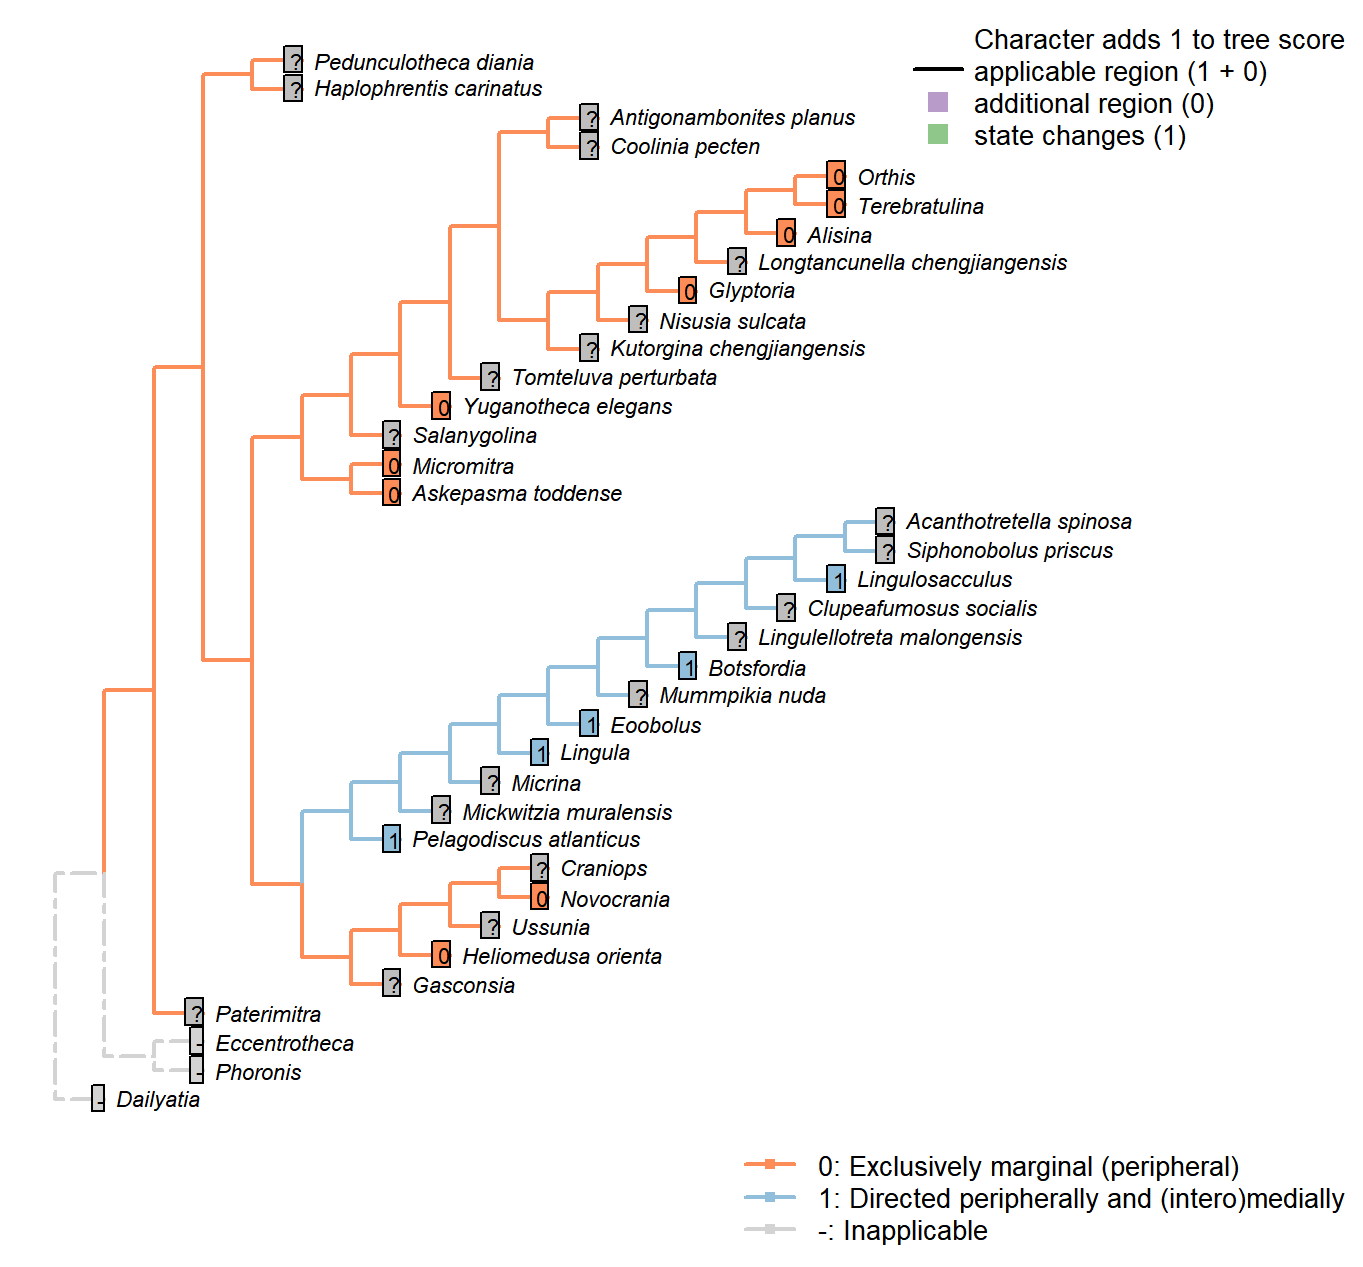 Character adds 1 to tree score
applicable region (1 + 0)
additional region (0)
state changes (1)
? Pedunculotheca diania
? Haplophrentis carinatus
? Antigonambonites planus
? Coolinia pecten
0 Orthis
0 Terebratulina
0 Alisina
? Longtancunella chengjiangensis
0 Glyptoria
? Nisusia sulcata
? Kutorgina chengjiangensis
? Tomteluva perturbata
0 Yuganotheca elegans
? Salanygolina
0 Micromitra
0 Askepasma toddense
? Acanthotretella spinosa
? Siphonobolus priscus
1 Lingulosacculus
? Clupeafumosus socialis
? Lingulellotreta malongensis
1 Botsfordia
? Mummpikia nuda
1 Eoobolus
1 Lingula
? Micrina
? Mickwitzia muralensis
1 Pelagodiscus atlanticus
? Craniops
0 Novocrania
? Ussunia
0 Heliomedusa orienta
? Gasconsia
? Paterimitra
- Eccentrotheca
- Phoronis
- Dailyatia
0: Exclusively marginal (peripheral)
1: Directed peripherally and (intero)medially
-: Inapplicable